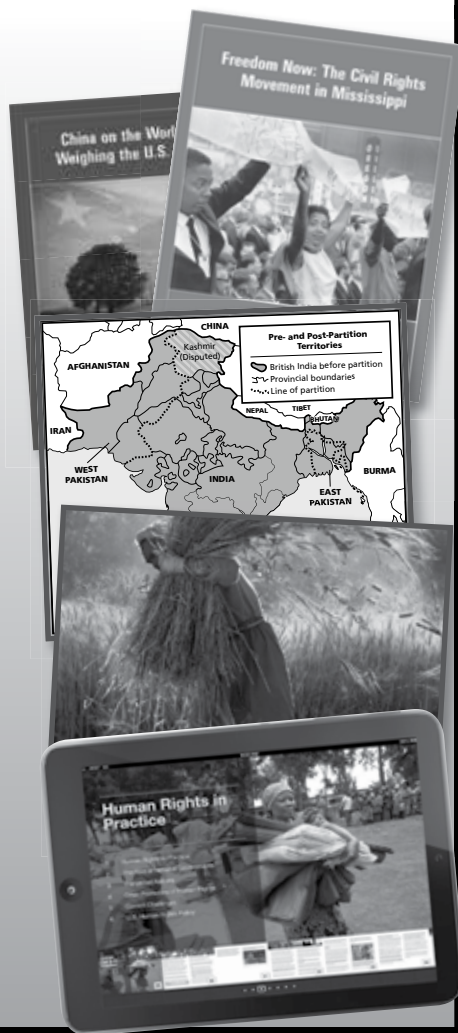 Freedom Now: The Civil Rights
Movement in Mississippi
China on the
Weighing the U.S.
CHINA
Kashmir
(Disputed)
AFGHANISTAN
Pre- and Post-Partition
Territories
British India before partition
Provincial boundaries
Line of partition
NEPAL
TIBET
BHUTAN
IRAN
WEST
PAKISTAN
INDIA
EAST
PAKISTAN
BURMA
Human Rights in
Practice